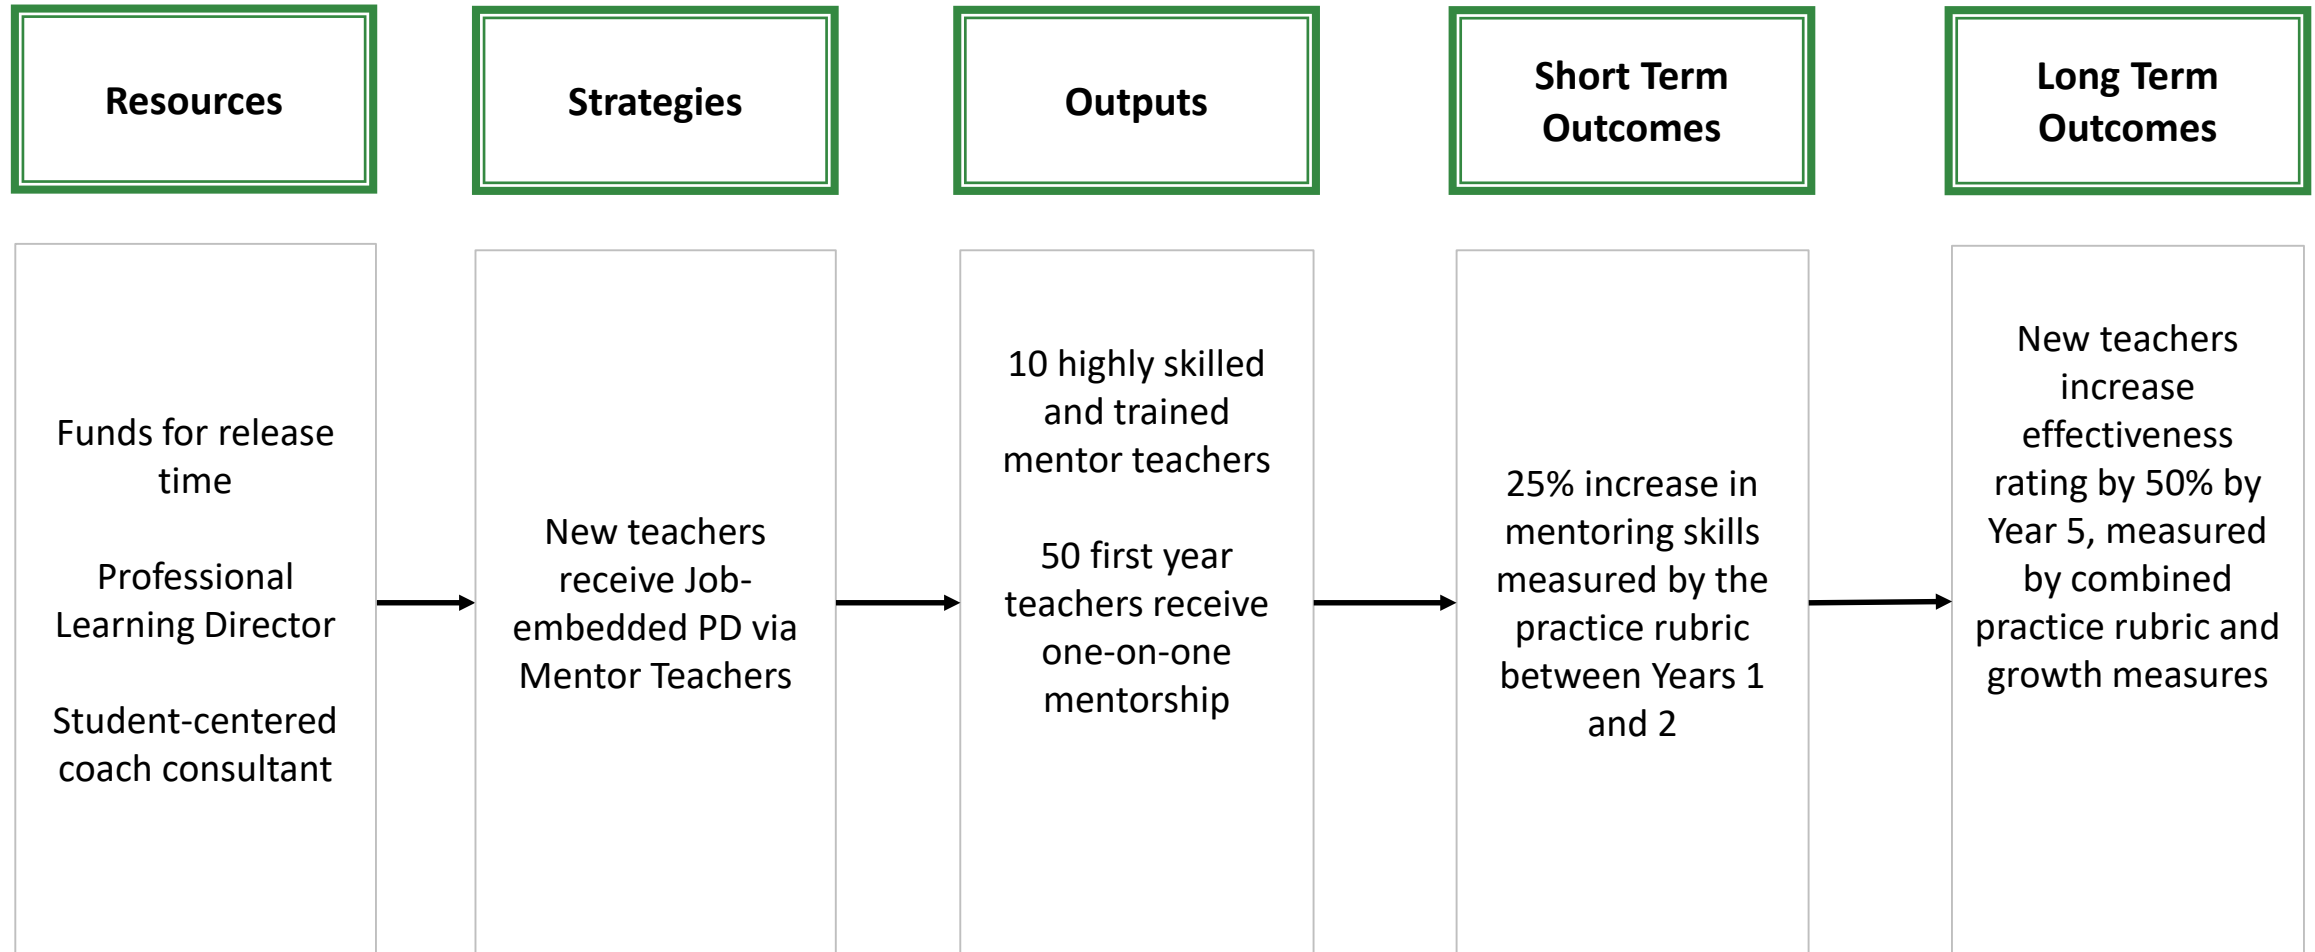 Resources
Strategies
Outputs
Short Term
Outcomes
Long Term
Outcomes
Funds for release
time
Professional
Learning Director
Student-centered
coach consultant
New teachers
receive Job-
embedded PD via
Mentor Teachers
10 highly skilled
and trained
mentor teachers
50 first year
teachers receive
one-on-one
mentorship
25% increase in
mentoring skills
measured by the
practice rubric
between Years 1
and 2
New teachers
increase
effectiveness
rating by 50% by
Year 5, measured
by combined
practice rubric and
growth measures